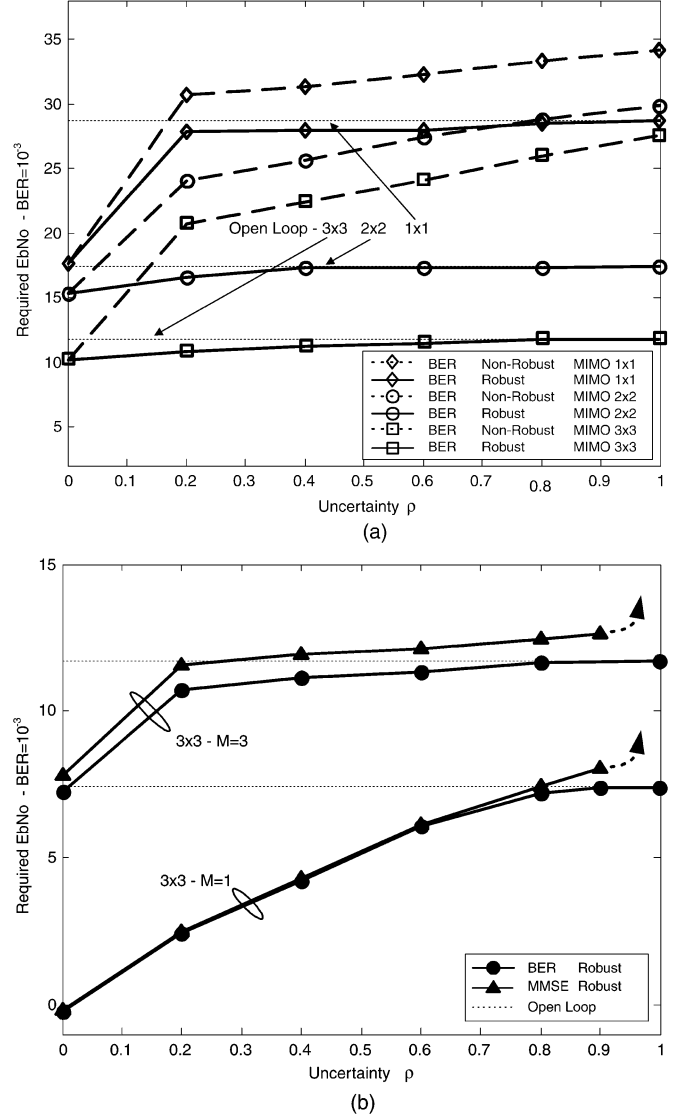 35
30
25
20
15
10
5
Required EbNo - BER=10⁻³
Open Loop - 3x3 2x2 1x1
BER Non-Robust MIMO 1x1
BER Robust MIMO 1x1
BER Non-Robust MIMO 2x2
BER Robust MIMO 2x2
BER Non-Robust MIMO 3x3
BER Robust MIMO 3x3
0 0.1 0.2 0.3 0.4 0.5 0.6 0.7 0.8 0.9 1
Uncertainty ρ
(a)
15
10
5
0
Required EbNo - BER=10⁻³
3x3 - M=3
3x3 - M=1
BER Robust
MMSE Robust
Open Loop
0 0.1 0.2 0.3 0.4 0.5 0.6 0.7 0.8 0.9 1
Uncertainty ρ
(b)